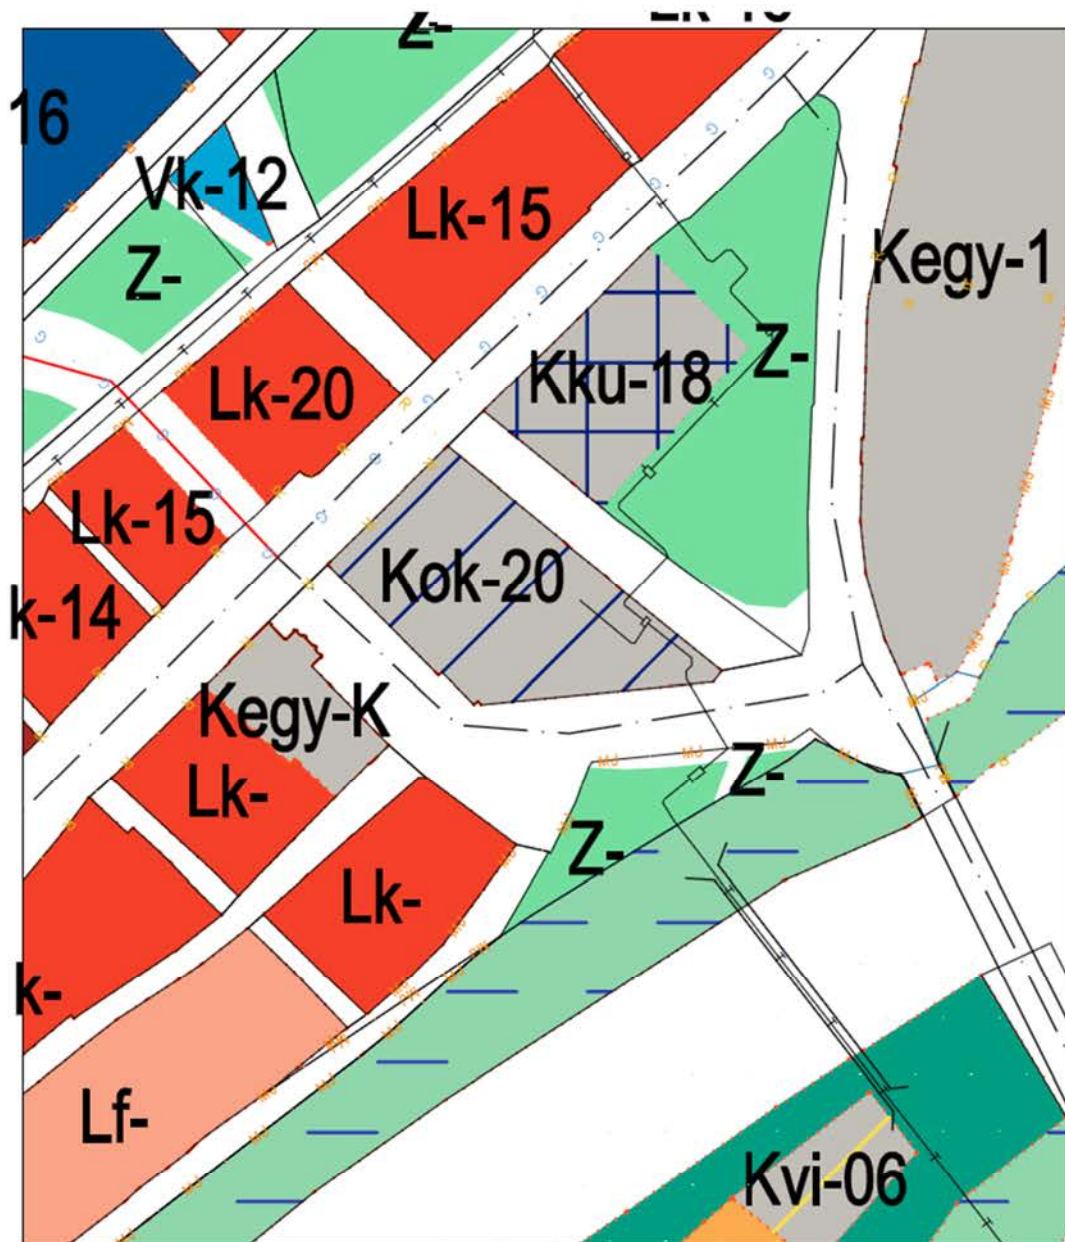 Z-
16
Vk-12
Lk-15
Kegy-1
Z-
Z-
Kku-18
Lk-20
Lk-15
Kok-20
k-14
Kegy-K
Z-
Lk-
Z-
Lk-
k-
Lf-
Kvi-06